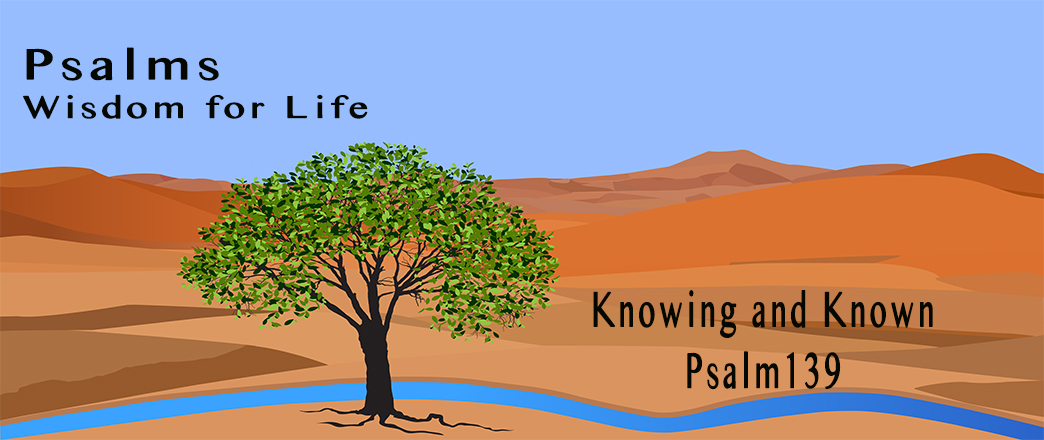 Psalms
Wisdom for Life
Knowing and Known
Psalm139